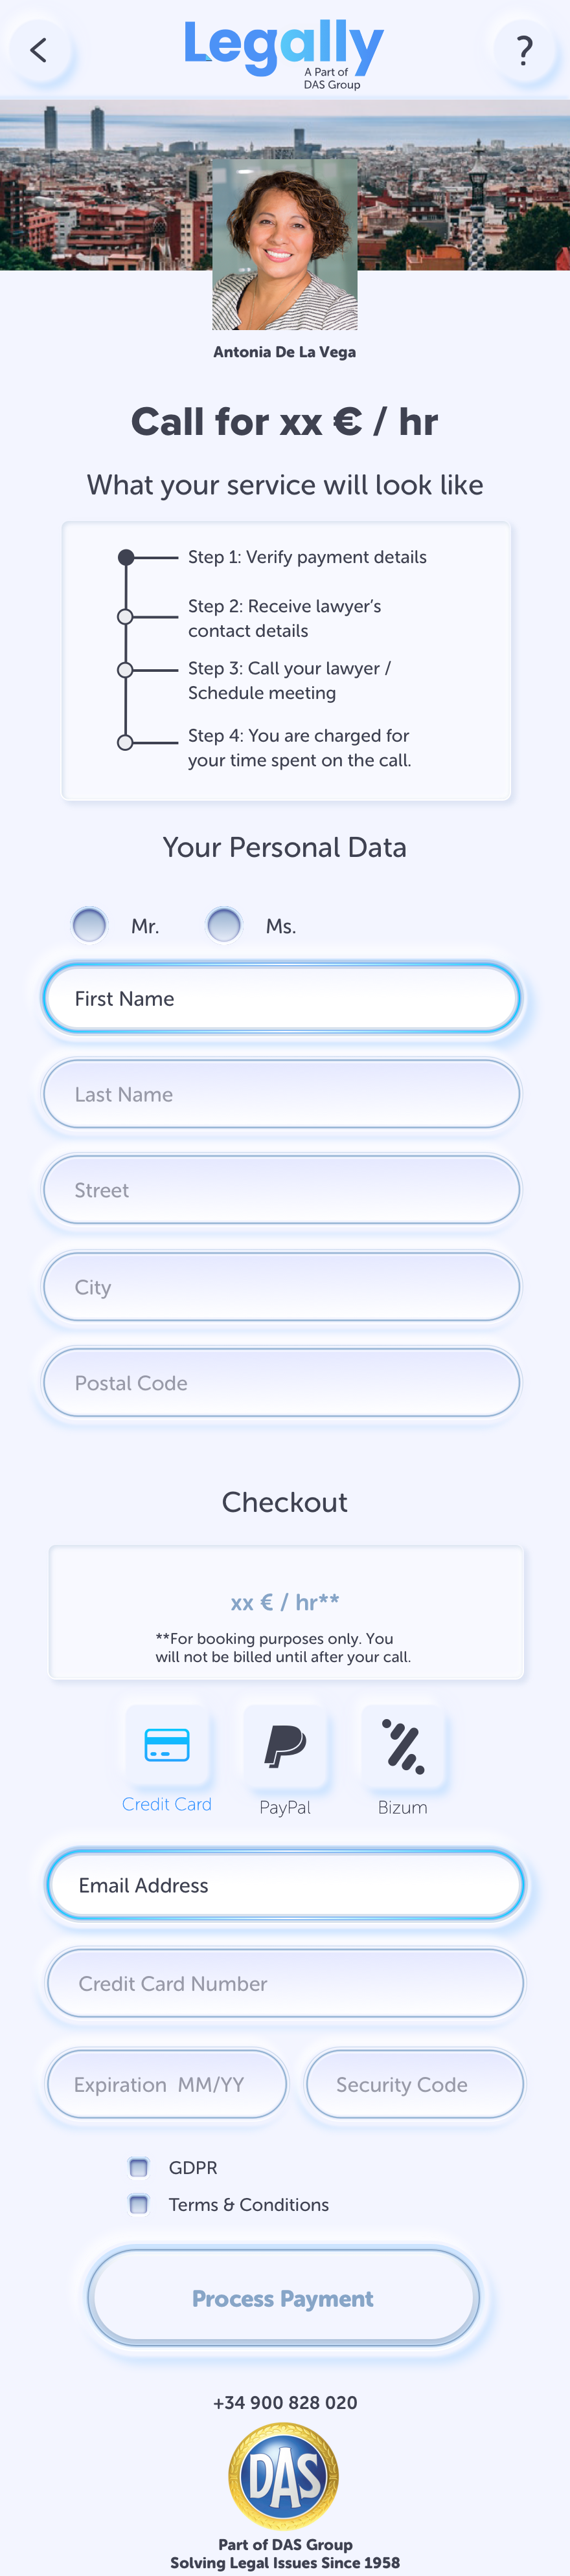 Legally
A Part of
DAS Group
?
Antonia De La Vega
Call for xx € / hr
What your service will look like
Step 1: Verify payment details
Step 2: Receive lawyer’s
contact details
Step 3: Call your lawyer /
Schedule meeting
Step 4: You are charged for
your time spent on the call.
Your Personal Data
Mr. Ms.
First Name
Last Name
Street
City
Postal Code
Checkout
xx € / hr**
**For booking purposes only. You
will not be billed until after your call.
Credit Card PayPal Bizum
Email Address
Credit Card Number
Expiration MM/YY Security Code
GDPR
Terms & Conditions
Process Payment
+34 900 828 020
DAS
Part of DAS Group
Solving Legal Issues Since 1958